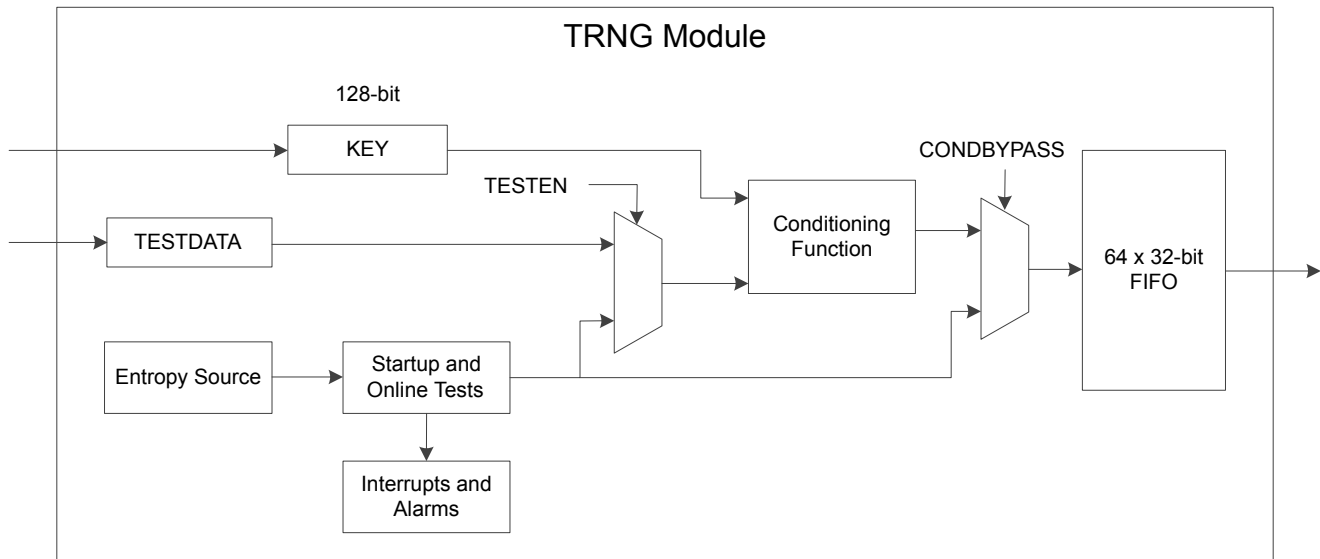 TRNG Module
128-bit
KEY
CONDBYPASS
TESTEN
TESTDATA
Conditioning
Function
64 x 32-bit
FIFO
Entropy Source
Startup and
Online Tests
Interrupts and
Alarms